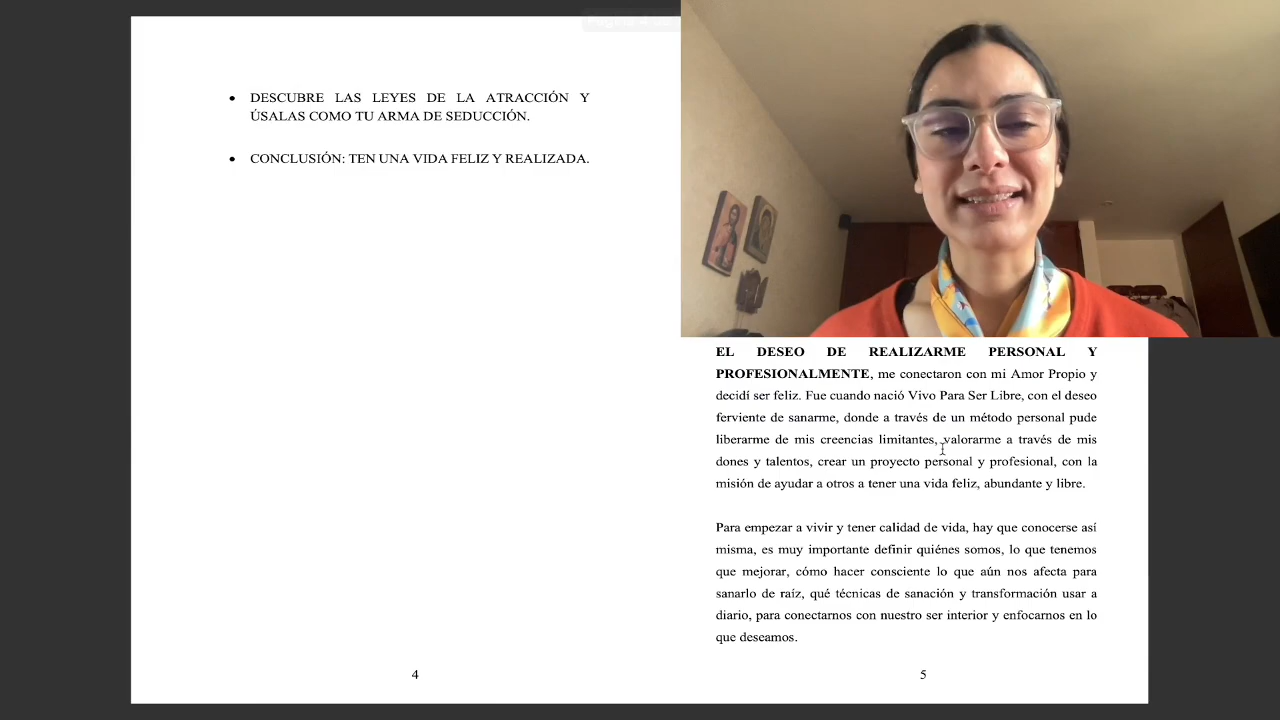 DESCUBRE LAS LEYES DE LA ATRACCIÓN Y
ÚSALAS COMO TU ARMA DE SEDUCCIÓN.
CONCLUSIÓN: TEN UNA VIDA FELIZ Y REALIZADA.
4
EL DESEO DE REALIZARME PERSONAL Y
PROFESIONALMENTE, me conectaron con mi Amor Propio y
decidí ser feliz. Fue cuando nació Vivo Para Ser Libre, con el deseo
ferviente de sanarme, donde a través de un método personal pude
liberarme de mis creencias limitantes, valorarme a través de mis
dones y talentos, crear un proyecto personal y profesional, con la
misión de ayudar a otros a tener una vida feliz, abundante y libre.
Para empezar a vivir y tener calidad de vida, hay que conocerse así
misma, es muy importante definir quiénes somos, lo que tenemos
que mejorar, cómo hacer consciente lo que aún nos afecta para
sanarlo de raíz, qué técnicas de sanación y transformación usar a
diario, para conectarnos con nuestro ser interior y enfocarnos en lo
que deseamos.
5